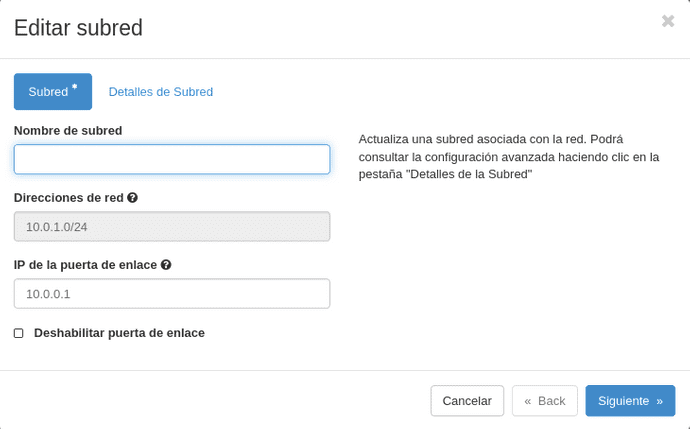 Editar subred
✖
Subred *
Detalles de Subred
Nombre de subred
Direcciones de red
10.0.1.0/24
IP de la puerta de enlace
10.0.0.1
Deshabilitar puerta de enlace
Actualiza una subred asociada con la red. Podrá
consultar la configuración avanzada haciendo clic en la
pestaña "Detalles de la Subred"
Cancelar
« Back
Siguiente »